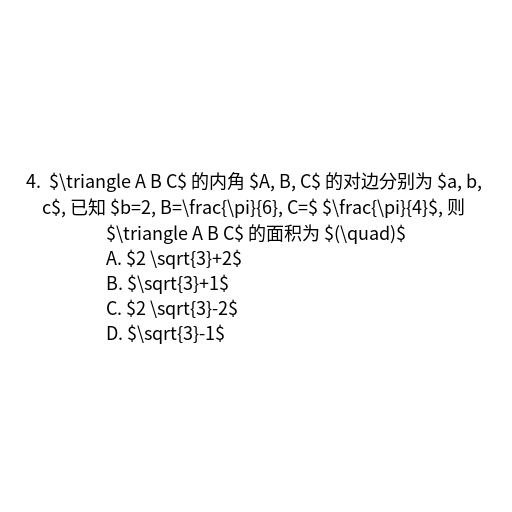 4. $\triangle A B C$ 的内角 $A, B, C$ 的对边分别为 $a, b,
c$, 已知 $b=2, B=\frac{\pi}{6}, C=$ $\frac{\pi}{4}$, 则
$\triangle A B C$ 的面积为 $(\quad)$
A. $2 \sqrt{3}+2$
B. $\sqrt{3}+1$
C. $2 \sqrt{3}-2$
D. $\sqrt{3}-1$